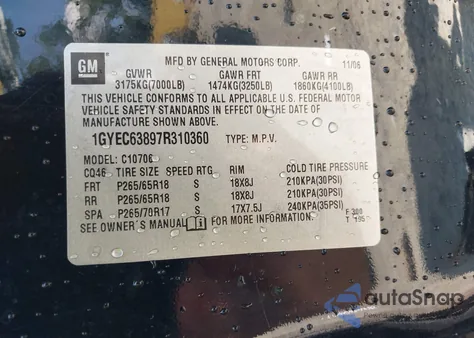 GM
MFD BY GENERAL MOTORS CORP. 11/06
GVWR GAWR FRT GAWR RR
3175KG(7000LB) 1474KG(3250LB) 1860KG(4100LB)
THIS VEHICLE CONFORMS TO ALL APPLICABLE U.S. FEDERAL MOTOR
VEHICLE SAFETY STANDARDS IN EFFECT ON THE DATE OF
MANUFACTURE SHOWN ABOVE.
1GYEC63897R310360 TYPE: M.P.V.
MODEL: C10706
CQ46 TIRE SIZE SPEED RTG RIM COLD TIRE PRESSURE
FRT P265/65R18 S 18X8J 210KPA(30PSI)
RR P265/65R18 S 18X8J 210KPA(30PSI)
SPA P265/70R17 S 17X7.5J 240KPA(35PSI)
SEE OWNER'S MANUAL FOR MORE INFORMATION.
F 300
T 195
autoSnap